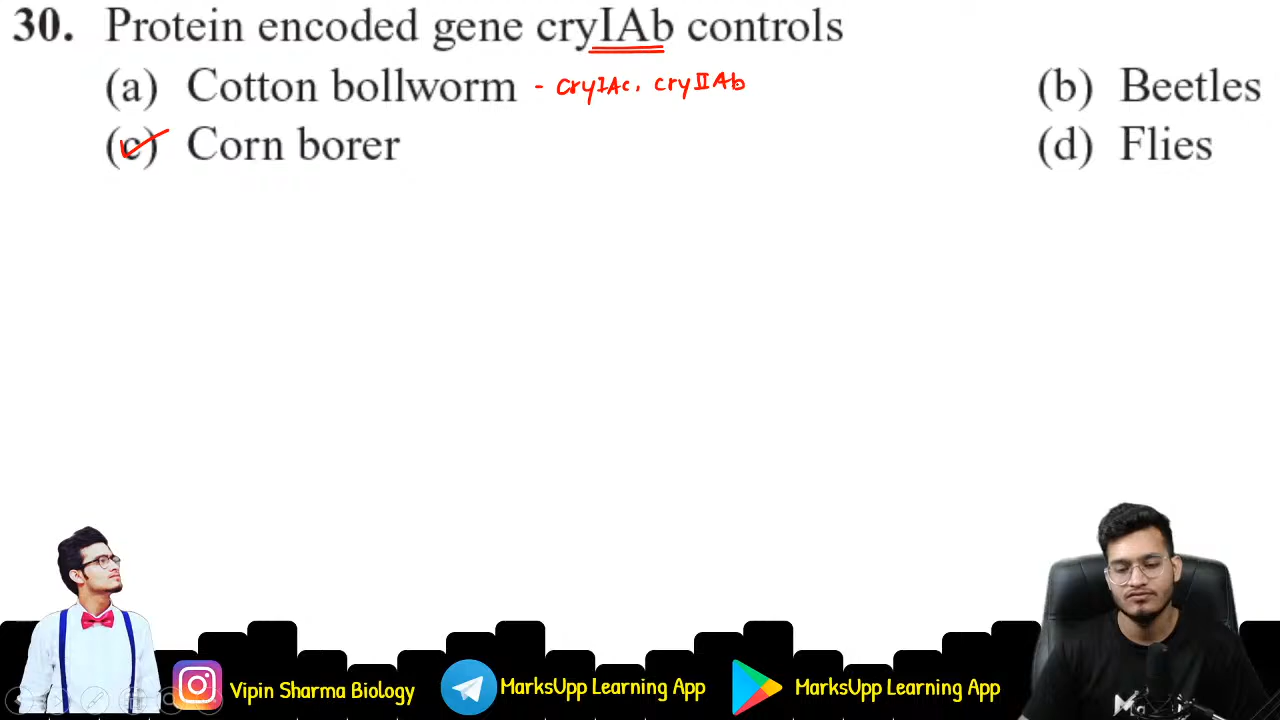 30. Protein encoded gene cryIAb controls
(a) Cotton bollworm - cryIAc, cryIIAb (b) Beetles
(c) Corn borer (d) Flies
Vipin Sharma Biology MarksUpp Learning App MarksUpp Learning App